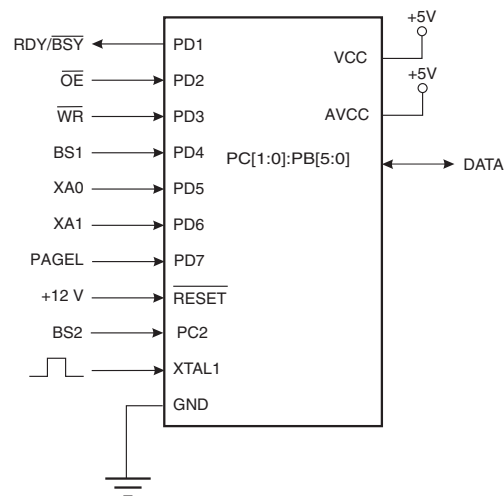 +5V
RDY/BSY PD1
VCC
OE PD2
+5V
WR PD3
AVCC
BS1 PD4
PC[1:0]:PB[5:0] DATA
XA0 PD5
XA1 PD6
PAGEL PD7
+12 V RESET
BS2 PC2
XTAL1
GND